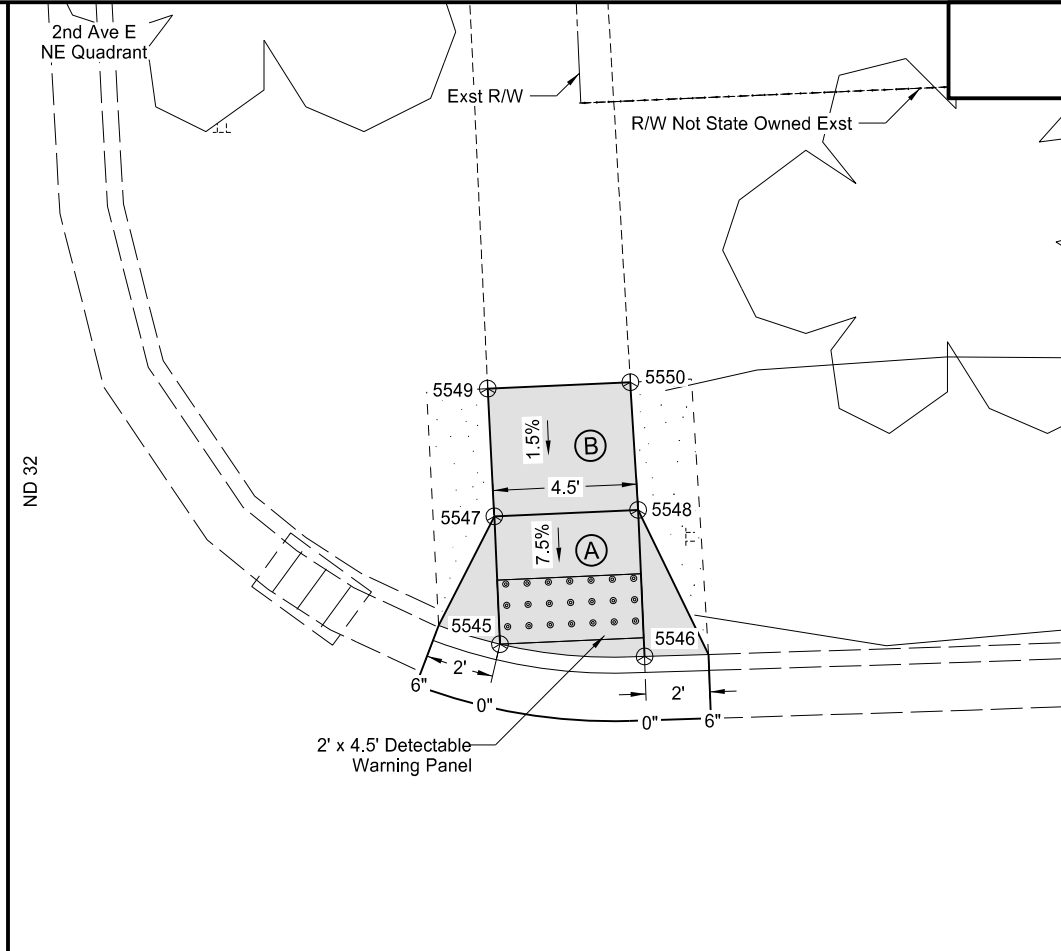 2nd Ave E
NE Quadrant
Exst R/W
R/W Not State Owned Exst
5549
5550
1.5%
B
4.5'
ND 32
5547
5548
7.5%
A
5545
5546
2'
2'
6"
0"
0"
6"
2' x 4.5' Detectable
Warning Panel